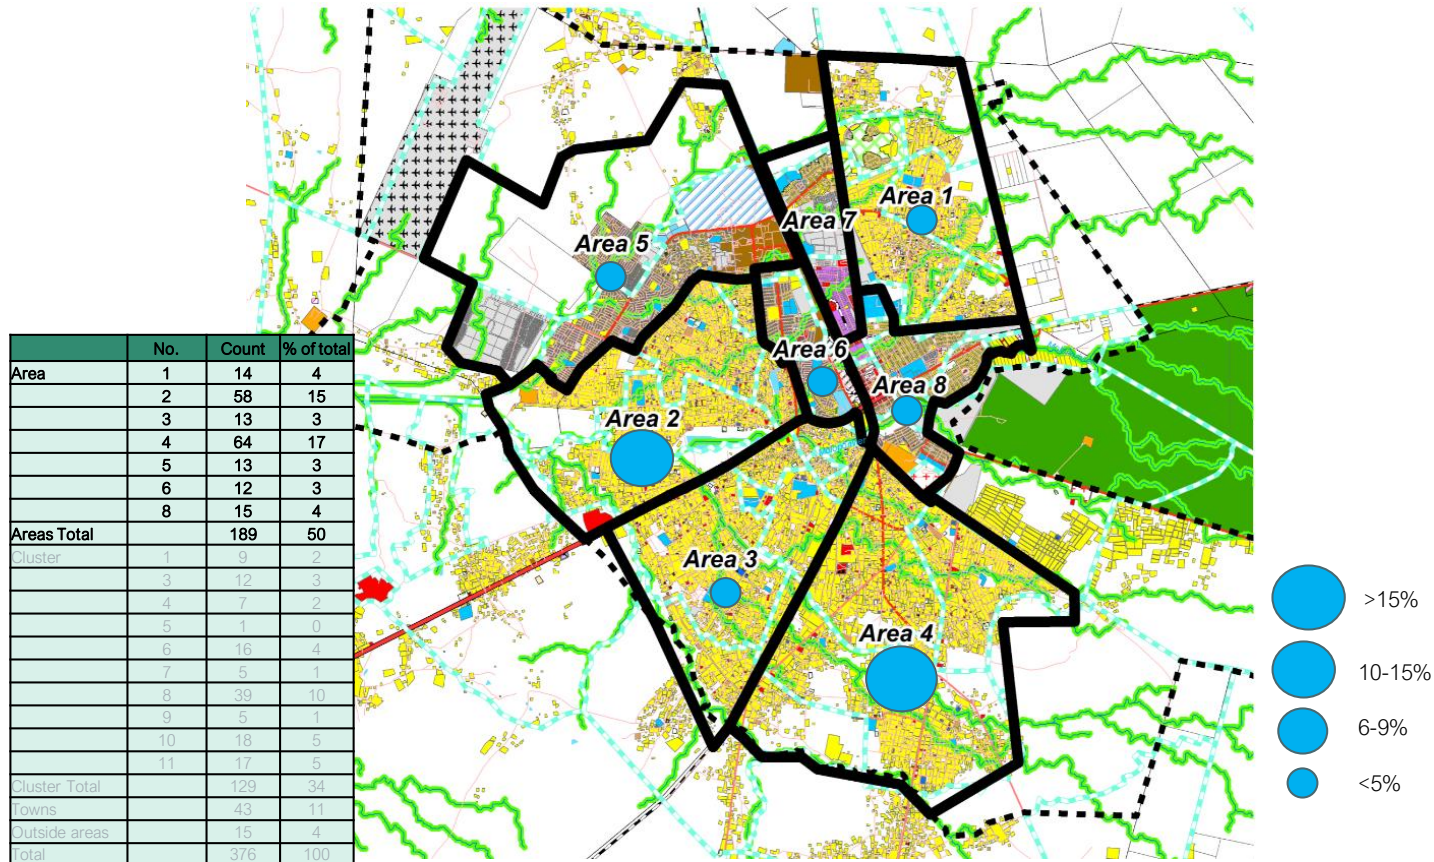 Area 1
Area 7
Area 5
Area 6
Area 8
Area 2
Area 3
Area 4
No. Count % of total
Area 1 14 4
2 58 15
3 13 3
4 64 17
5 13 3
6 12 3
8 15 4
Areas Total 189 50
Cluster 1 9 2
3 12 3
4 7 2
5 1 0
6 16 4
7 5 1
8 39 10
9 5 1
10 18 5
11 17 5
Cluster Total 129 34
Towns 43 11
Outside areas 15 4
Total 376 100
>15%
10-15%
6-9%
<5%